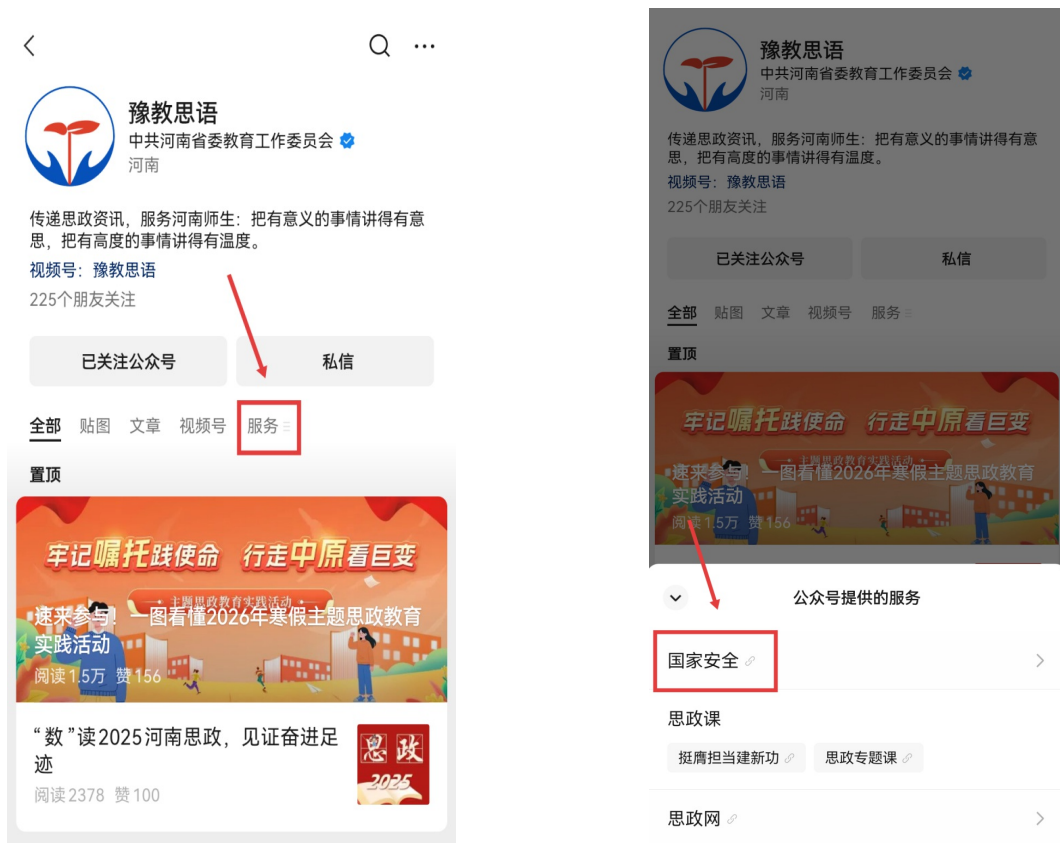 豫教思语
中共河南省委教育工作委员会
河南
传递思政资讯，服务河南师生：把有意义的事情讲得有意
思，把有高度的事情讲得有温度。
视频号：豫教思语
225个朋友关注
已关注公众号 私信
全部 贴图 文章 视频号 服务
置顶
牢记嘱托践使命 行走中原看巨变
主题思政教育实践活动
速来参与！一图看懂2026年寒假主题思政教育
实践活动
阅读1.5万 赞156
“数”读2025河南思政，见证奋进足
迹
阅读2378 赞100
思政
2025
豫教思语
中共河南省委教育工作委员会
河南
传递思政资讯，服务河南师生：把有意义的事情讲得有意
思，把有高度的事情讲得有温度。
视频号：豫教思语
225个朋友关注
已关注公众号 私信
全部 贴图 文章 视频号 服务
置顶
牢记嘱托践使命 行走中原看巨变
主题思政教育实践活动
速来参与！一图看懂2026年寒假主题思政教育
实践活动
阅读1.5万 赞156
公众号提供的服务
国家安全
思政课
挺膺担当建新功 思政专题课
思政网